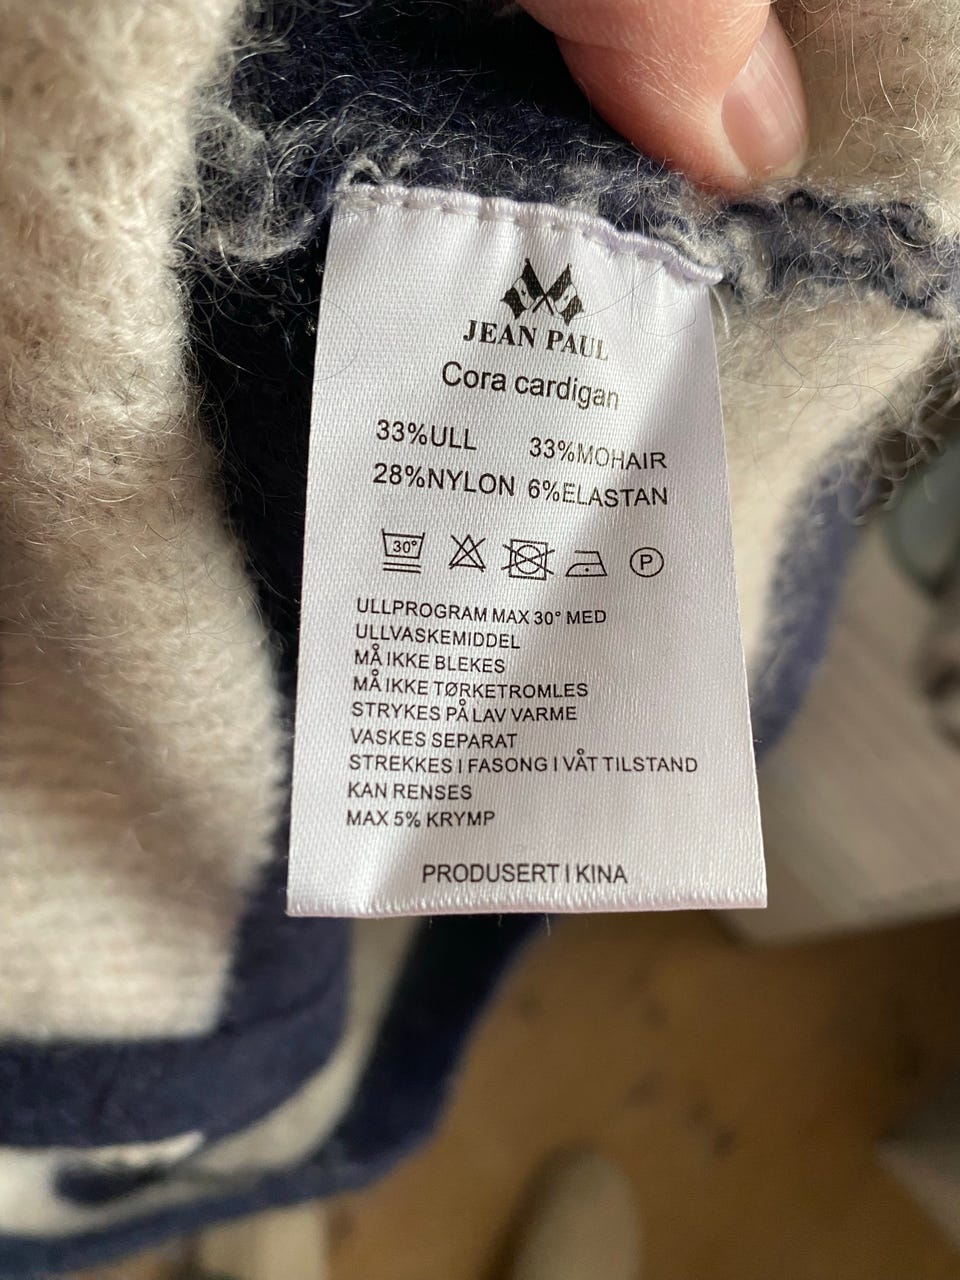 JEAN PAUL
Cora cardigan
33%ULL 33%MOHAIR
28%NYLON 6%ELASTAN
30° P
ULLPROGRAM MAX 30° MED
ULLVASKEMIDDEL
MÅ IKKE BLEKES
MÅ IKKE TØRKETROMLES
STRYKES PÅ LAV VARME
VASKES SEPARAT
STREKKES I FASONG I VÅT TILSTAND
KAN RENSES
MAX 5% KRYMP
PRODUSERT I KINA